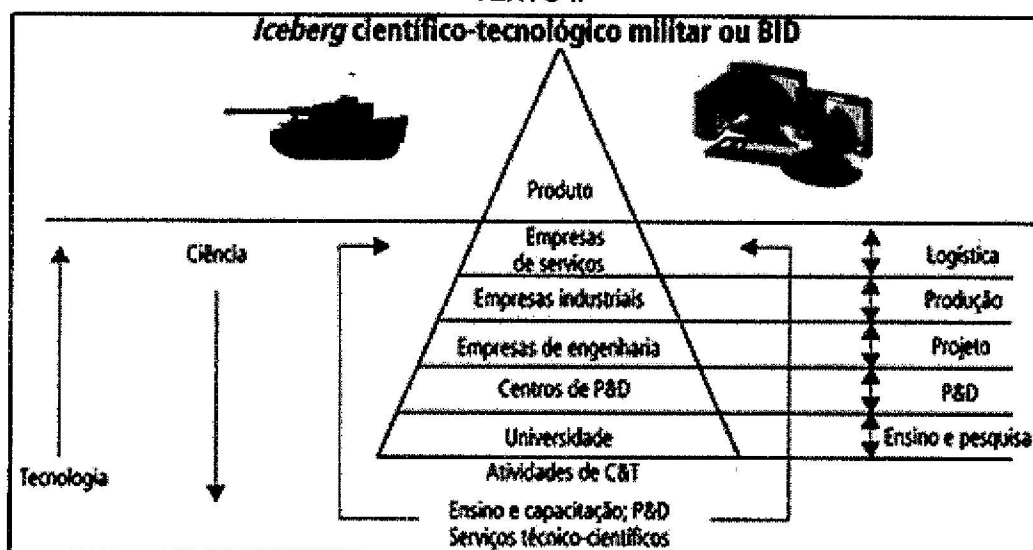 Iceberg científico-tecnológico militar ou BID
Produto
Ciência
Empresas
de serviços
Logística
Empresas industriais
Produção
Empresas de engenharia
Projeto
Centros de P&D
P&D
Universidade
Ensino e pesquisa
Tecnologia
Atividades de C&T
Ensino e capacitação; P&D
Serviços técnico-científicos